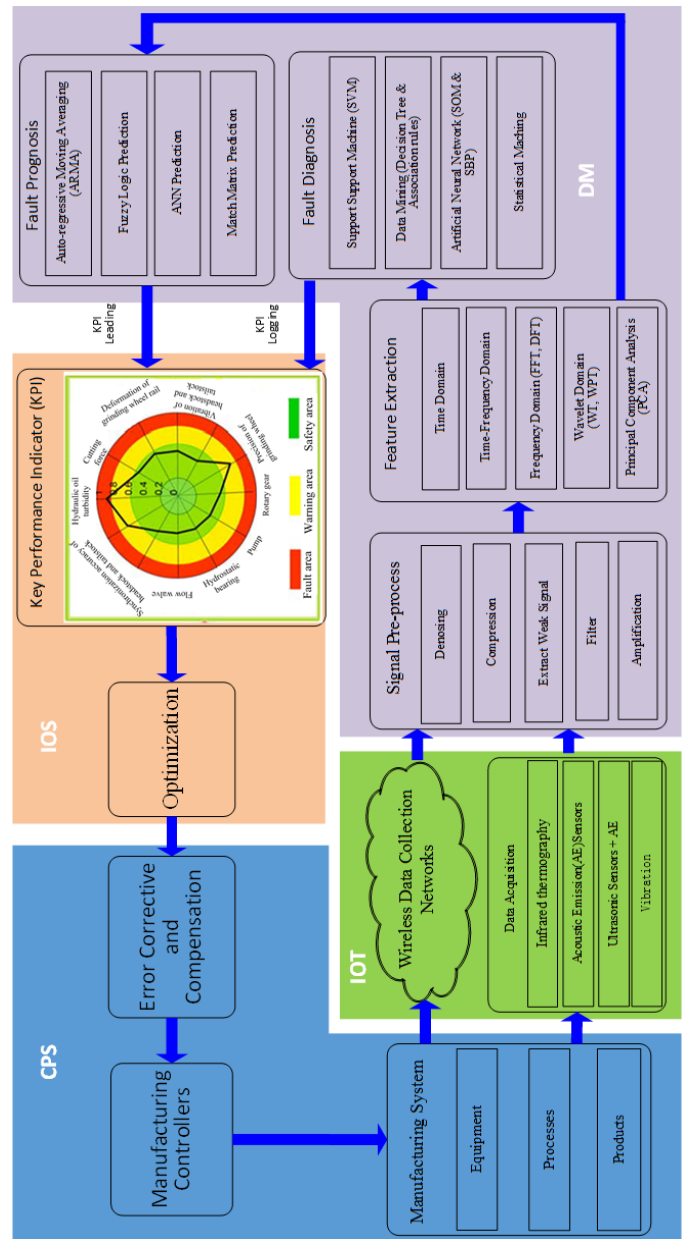 CPS
Manufacturing
Controllers
Error Corrective
and
Compensation
Manufacturing System
Equipment
Processes
Products
IOS
Optimization
Key Performance Indicator (KPI)
Hydraulic oil
turbidity
Cutting
force
Deformation of
grinding wheel rail
Vibration of
headstock and
tailstock
Precision of
grinding wheel
Rotary gear
Pump
Hydrostatic
bearing
Flow valve
Synchronization accuracy of
headstock and tailstock
1
0.8
0.6
0.4
0.2
0
Fault area
Warning area
Safety area
KPI
Leading
KPI
Logging
IOT
Wireless Data Collection
Networks
Data Acquisition
Infrared thermography
Acoustic Emission(AE)Sensors
Ultrasonic Sensors + AE
Vibration
DM
Signal Pre-process
Denosing
Compression
Extract Weak Signal
Filter
Amplification
Feature Extraction
Time Domain
Time-Frequency Domain
Frequency Domain (FFT, DFT)
Wavelet Domain
(WT, WPT)
Principal Component Analysis
(PCA)
Fault Diagnosis
Support Support Machine (SVM)
Data Mining (Decision Tree &
Association rules)
Artificial Neural Network (SOM &
SBP)
Statistical Maching
Fault Prognosis
Auto-regressive Moving Averaging
(ARMA)
Fuzzy Logic Prediction
ANN Prediction
Match Matrix Prediction